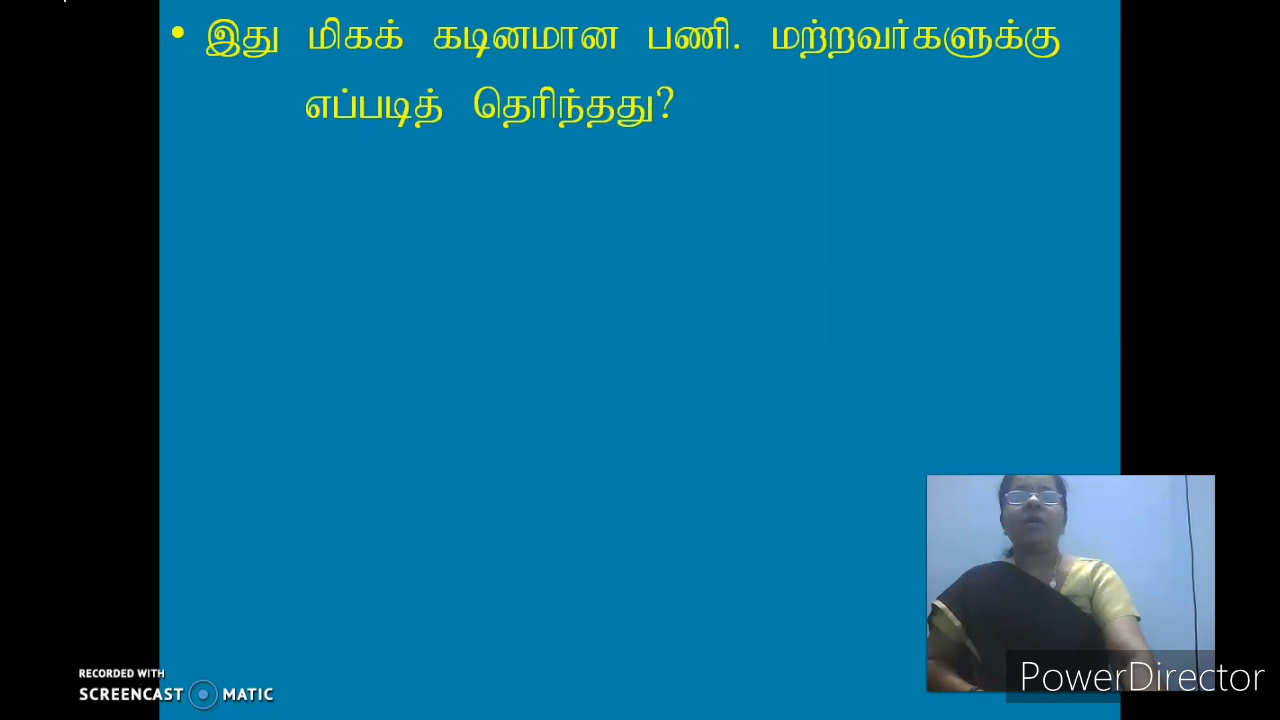 • இது மிகக் கடினமான பணி. மற்றவர்களுக்கு
எப்படித் தெரிந்தது?
RECORDED WITH
SCREENCAST MATIC
PowerDirector